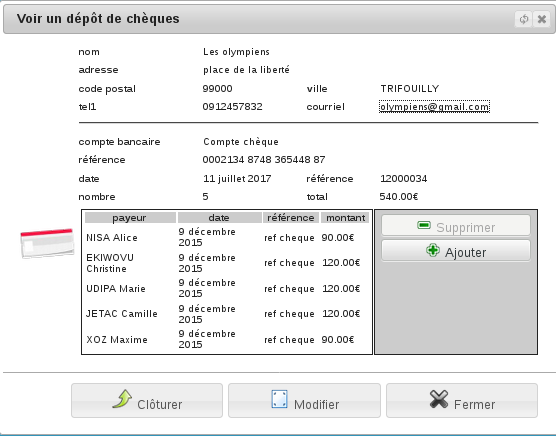 Voir un dépôt de chèques
nom Les olympiens
adresse place de la liberté
code postal 99000 ville TRIFOUILLY
tel1 0912457832 courriel olympiens@gmail.com
compte bancaire Compte chèque
référence 0002134 8748 365448 87
date 11 juillet 2017 référence 12000034
nombre 5 total 540.00€
payeur date référence montant
NISA Alice 9 décembre 2015 ref cheque 90.00€
EKIWOVU Christine 9 décembre 2015 ref cheque 120.00€
UDIPA Marie 9 décembre 2015 ref cheque 120.00€
JETAC Camille 9 décembre 2015 ref cheque 120.00€
XOZ Maxime 9 décembre 2015 ref cheque 90.00€
Supprimer
Ajouter
Clôturer Modifier Fermer